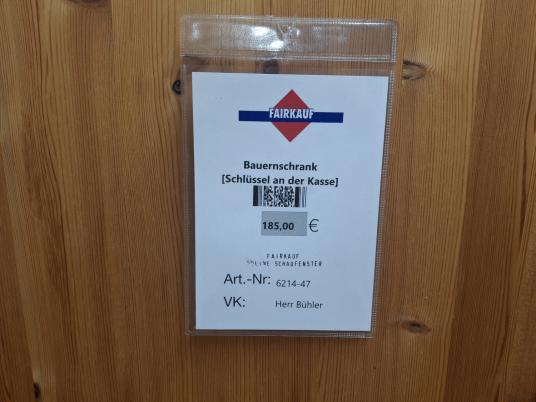 FAIRKAUF
Bauernschrank
[Schlüssel an der Kasse]
185,00 €
FAIRKAUF
SCHAUFENSTER
Art.-Nr: 6214-47
VK: Herr Bühler